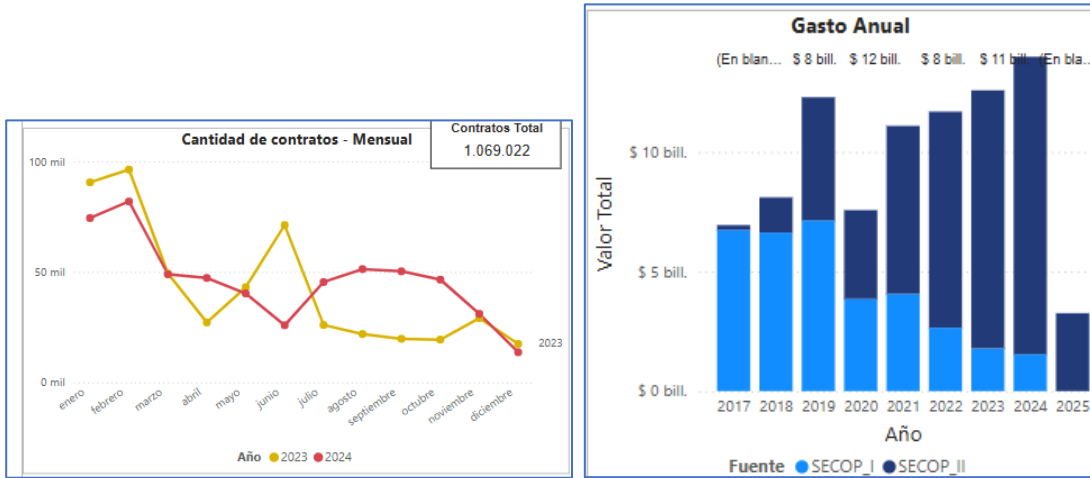 Cantidad de contratos - Mensual
Contratos Total
1.069.022
100 mil
50 mil
0 mil
2023
enero
febrero
marzo
abril
mayo
junio
julio
agosto
septiembre
octubre
noviembre
diciembre
Año 2023 2024
Gasto Anual
(En blan... $ 8 bill. $ 12 bill. $ 8 bill. $ 11 bill. (En bla...
$ 10 bill.
$ 5 bill.
$ 0 bill.
Valor Total
2017 2018 2019 2020 2021 2022 2023 2024 2025
Año
Fuente SECOP_I SECOP_II